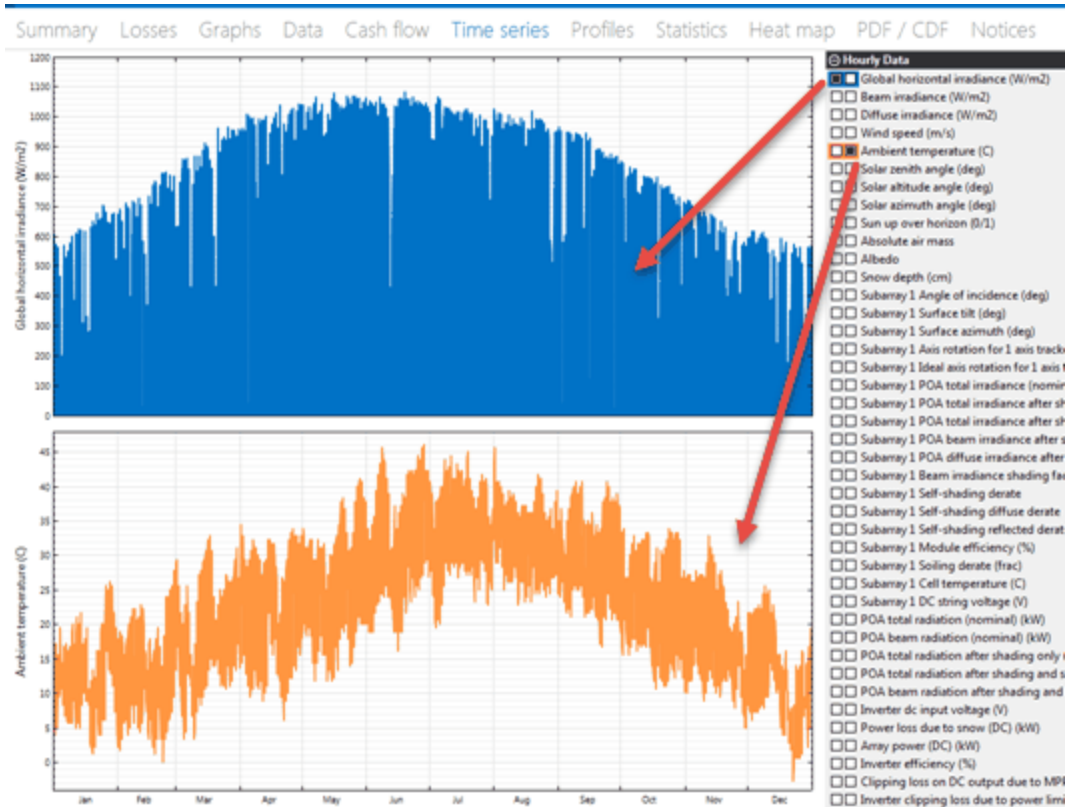 Summary Losses Graphs Data Cash flow Time series Profiles Statistics Heat map PDF / CDF Notices
Global horizontal irradiance (W/m2)
1200
1100
1000
900
800
700
600
500
400
300
200
100
0
Ambient temperature (C)
45
40
35
30
25
20
15
10
5
0
Jan Feb Mar Apr May Jun Jul Aug Sep Oct Nov Dec
Hourly Data
Global horizontal irradiance (W/m2)
Beam irradiance (W/m2)
Diffuse irradiance (W/m2)
Wind speed (m/s)
Ambient temperature (C)
Solar zenith angle (deg)
Solar altitude angle (deg)
Solar azimuth angle (deg)
Sun up over horizon (0/1)
Absolute air mass
Albedo
Snow depth (cm)
Subarray 1 Angle of incidence (deg)
Subarray 1 Surface tilt (deg)
Subarray 1 Surface azimuth (deg)
Subarray 1 Axis rotation for 1 axis track
Subarray 1 Ideal axis rotation for 1 axis t
Subarray 1 POA total irradiance (nomin
Subarray 1 POA total irradiance after sh
Subarray 1 POA total irradiance after sh
Subarray 1 POA beam irradiance after s
Subarray 1 POA diffuse irradiance after
Subarray 1 Beam irradiance shading fac
Subarray 1 Self-shading derate
Subarray 1 Self-shading diffuse derate
Subarray 1 Self-shading reflected derat
Subarray 1 Module efficiency (%)
Subarray 1 Soiling derate (frac)
Subarray 1 Cell temperature (C)
Subarray 1 DC string voltage (V)
POA total radiation (nominal) (kW)
POA beam radiation (nominal) (kW)
POA total radiation after shading only (
POA total radiation after shading and s
POA beam radiation after shading and
Inverter dc input voltage (V)
Power loss due to snow (DC) (kW)
Array power (DC) (kW)
Inverter efficiency (%)
Clipping loss on DC output due to MPP
Inverter clipping loss due to power limi